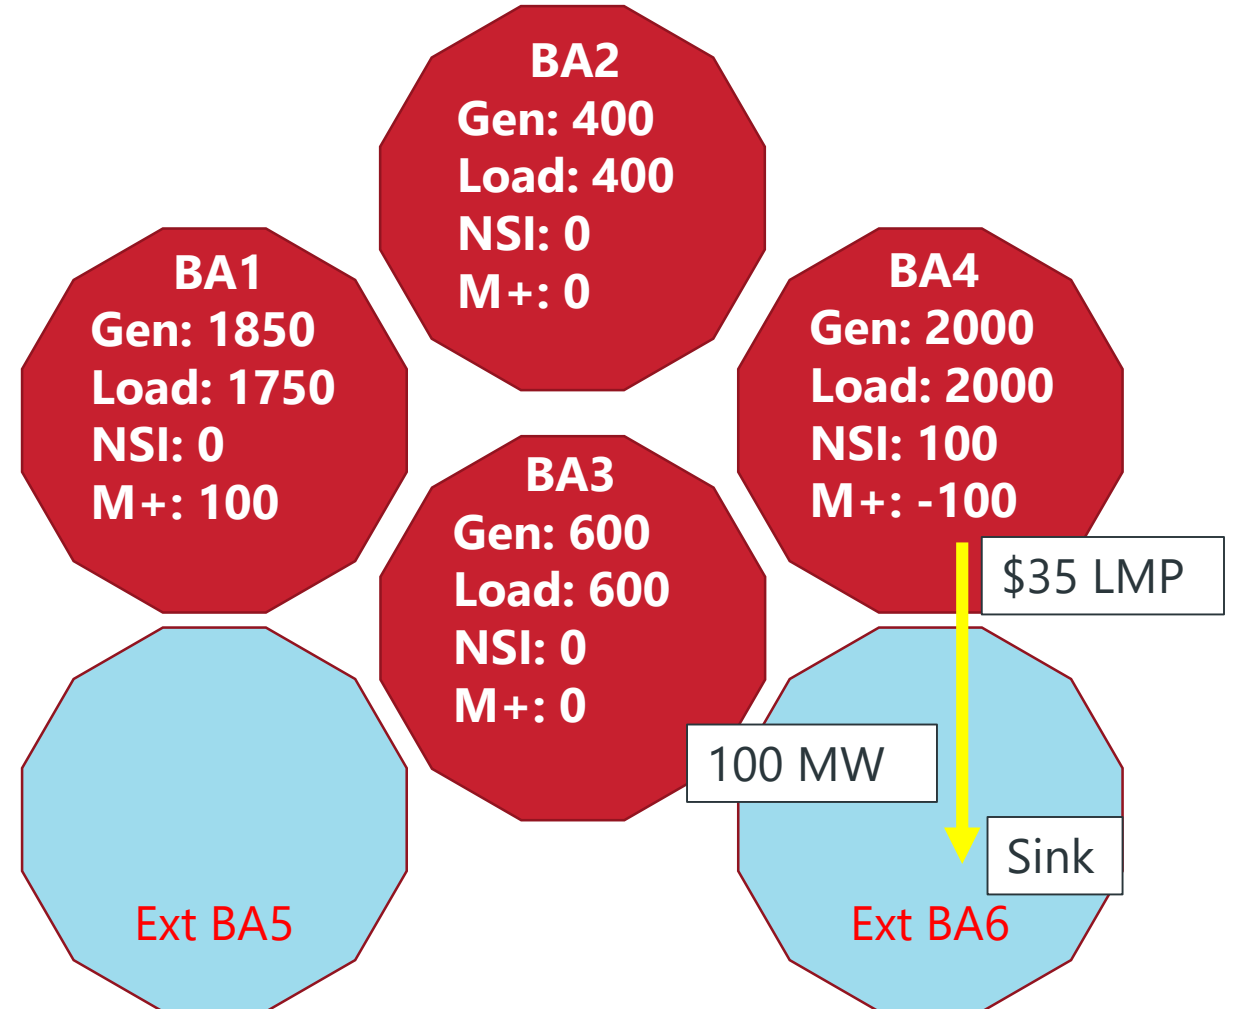 BA2
Gen: 400
Load: 400
NSI: 0
M+: 0
BA1
Gen: 1850
Load: 1750
NSI: 0
M+: 100
BA4
Gen: 2000
Load: 2000
NSI: 100
M+: -100
BA3
Gen: 600
Load: 600
NSI: 0
M+: 0
$35 LMP
100 MW
Sink
Ext BA5
Ext BA6